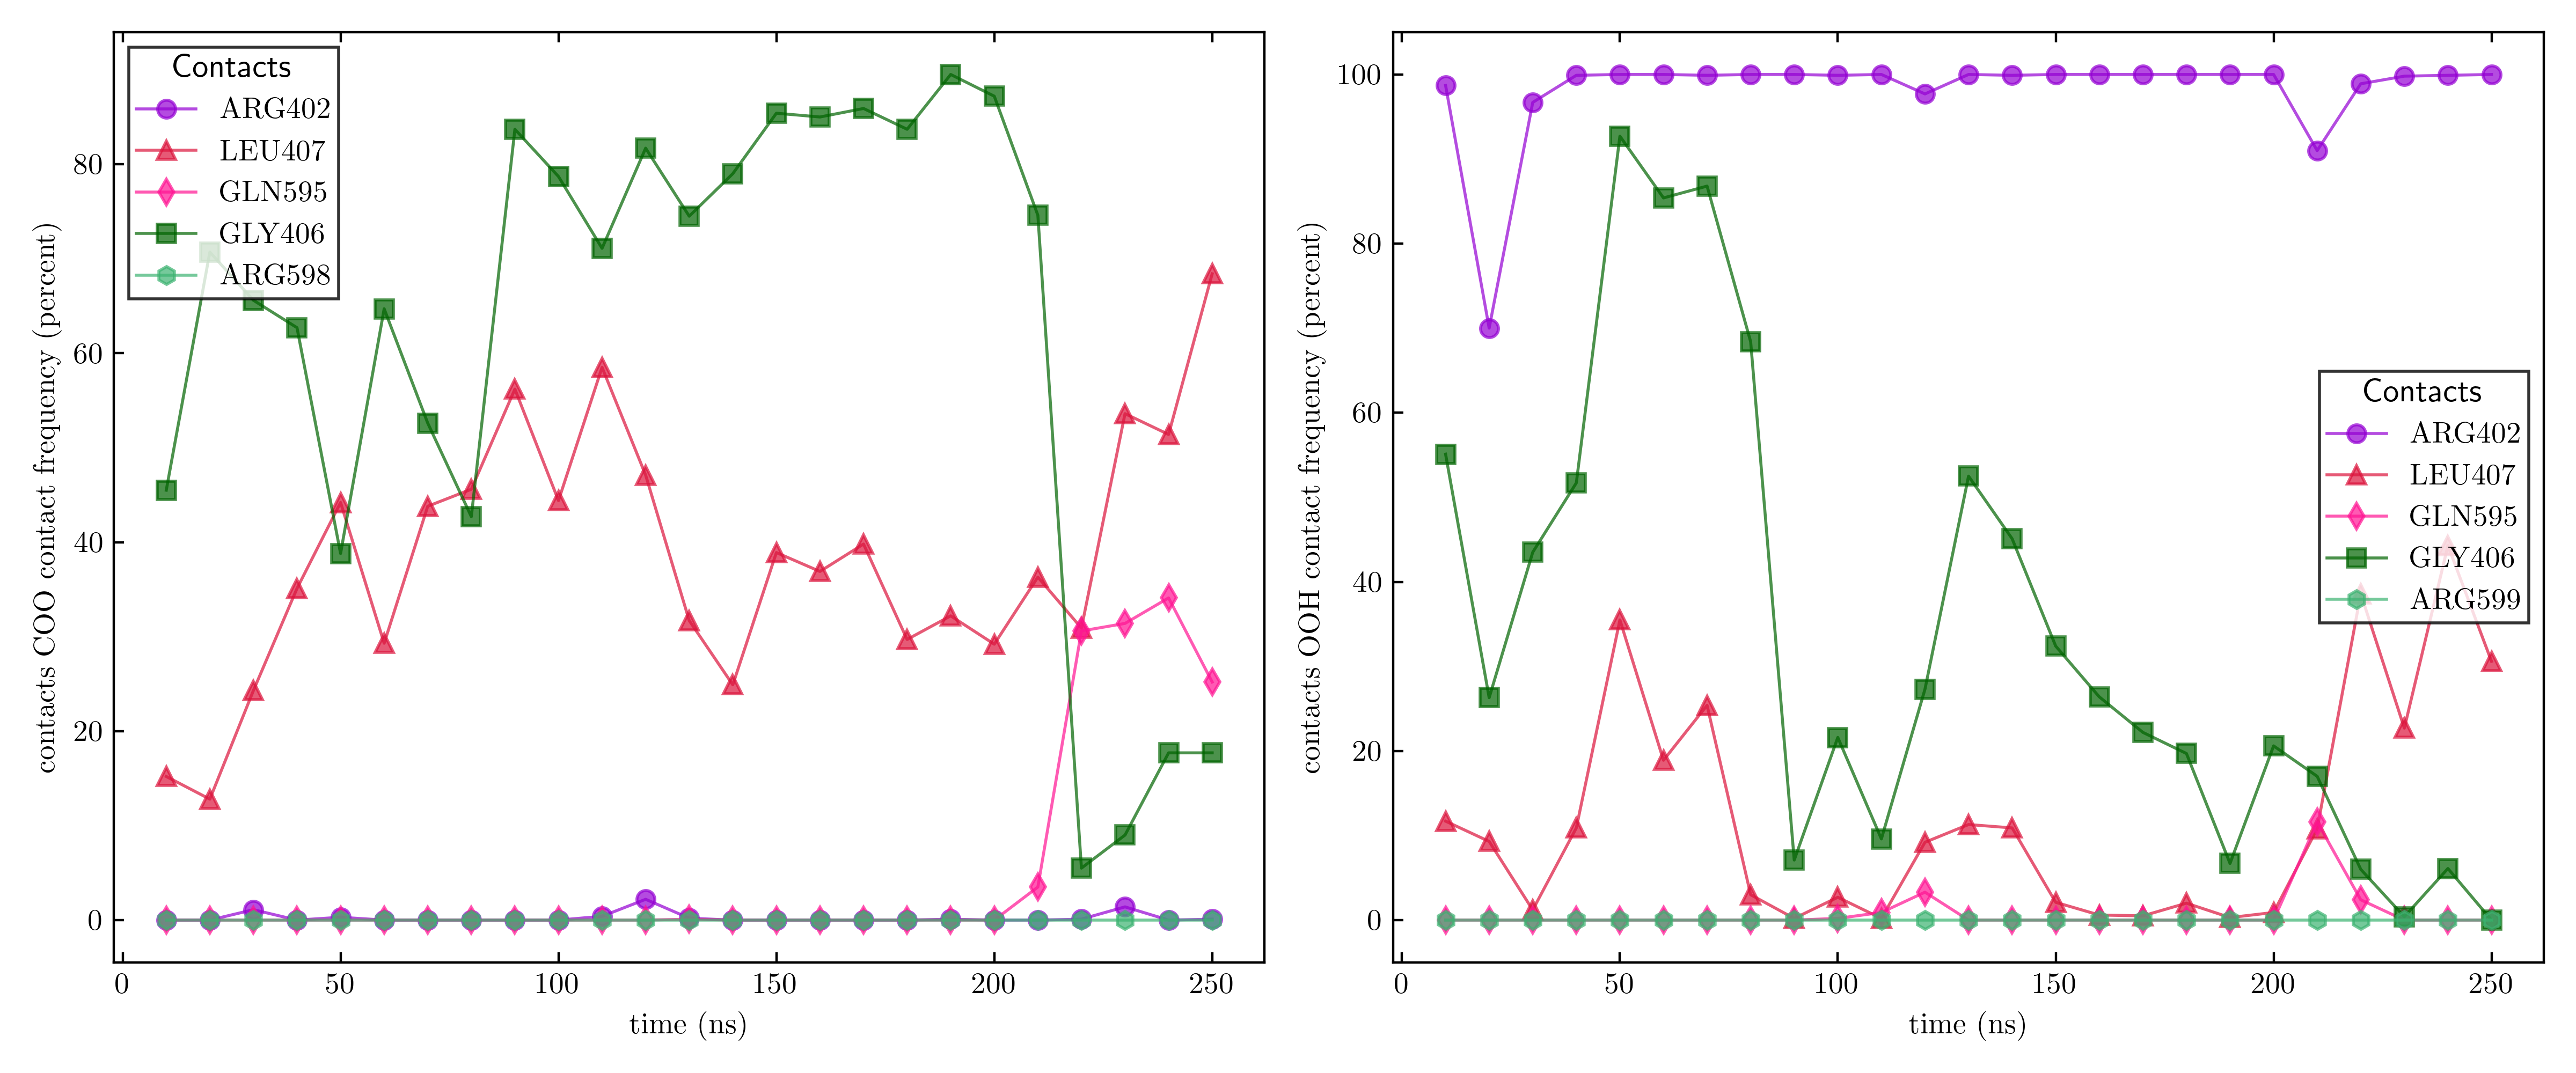 contacts COO contact frequency (percent)
80
60
40
20
0
Contacts
ARG402
LEU407
GLN595
GLY406
ARG598
0 50 100 150 200 250
time (ns)
contacts OOH contact frequency (percent)
100
80
60
40
20
0
Contacts
ARG402
LEU407
GLN595
GLY406
ARG599
0 50 100 150 200 250
time (ns)